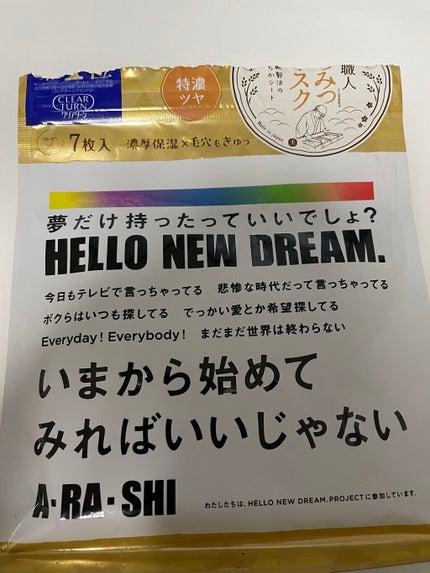 特濃
ツヤ
職人
みつ
スク
CLEAR
TURN
クリアターン
Made in JAPAN
7枚入 濃厚保湿×毛穴もきゅっ
夢だけ持ったっていいでしょ?
HELLO NEW DREAM.
今日もテレビで言っちゃってる 悲惨な時代だって言っちゃってる
ボクらはいつも探してる でっかい愛とか希望探してる
Everyday! Everybody! まだまだ世界は終わらない
いまから始めて
みればいいじゃない
A・RA・SHI
わたしたちは、HELLO NEW DREAM.PROJECTに参加しています。